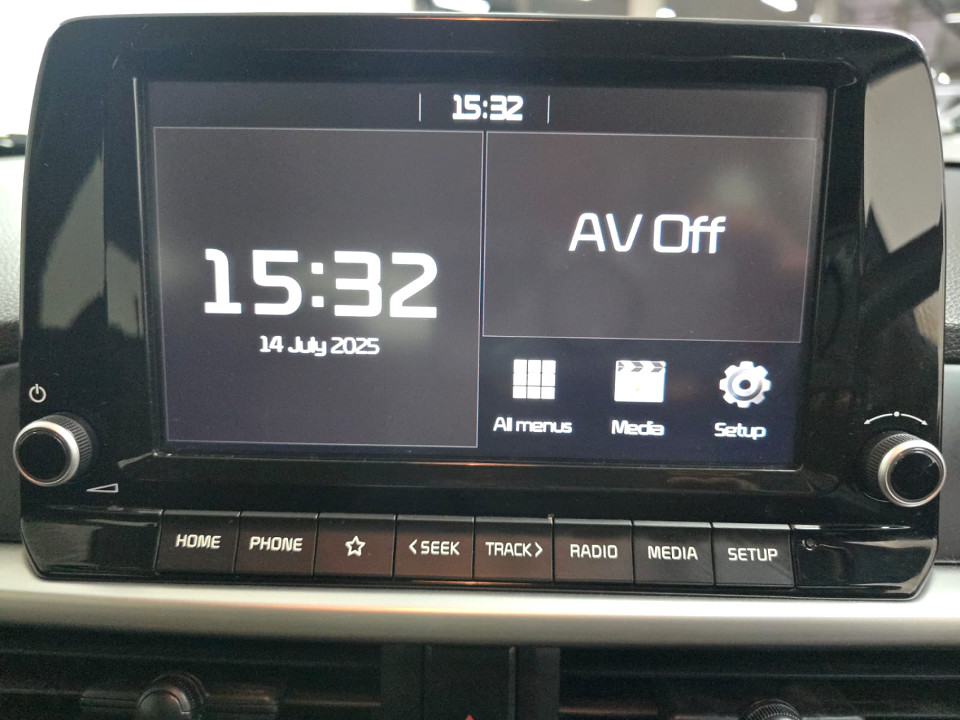 15:32
15:32
14 July 2025
AV Off
All menus
Media
Setup
HOME
PHONE
<SEEK
TRACK>
RADIO
MEDIA
SETUP